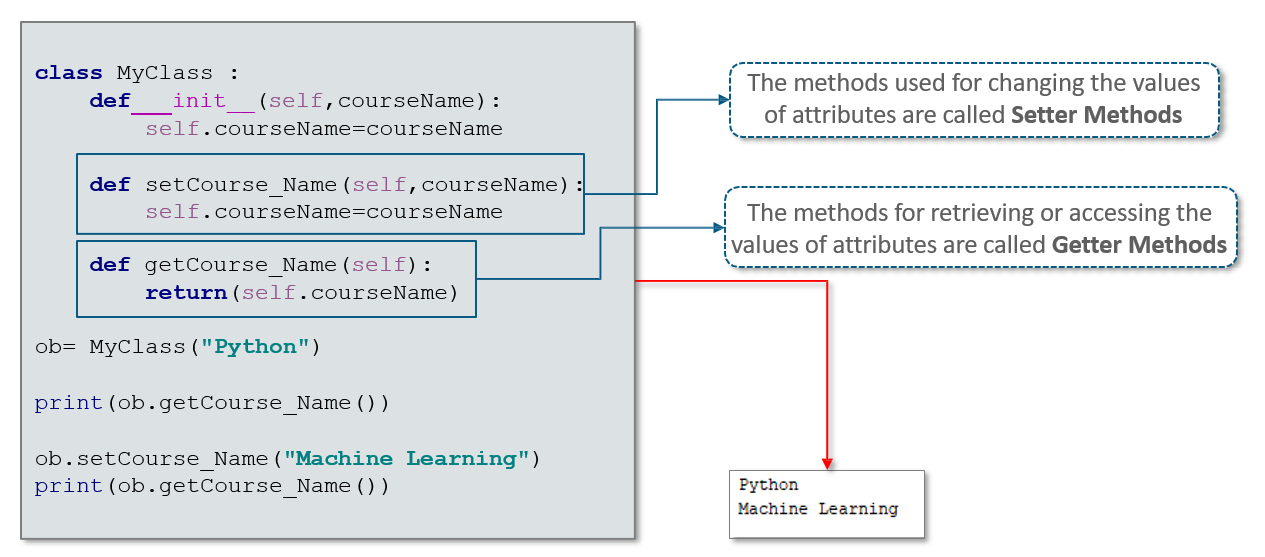 class MyClass :
def___init__(self,courseName):
self.courseName=courseName
def setCourse_Name(self,courseName):
self.courseName=courseName
def getCourse_Name(self):
return(self.courseName)
ob= MyClass("Python")
print(ob.getCourse_Name())
ob.setCourse_Name("Machine Learning")
print(ob.getCourse_Name())
The methods used for changing the values
of attributes are called Setter Methods
The methods for retrieving or accessing the
values of attributes are called Getter Methods
Python
Machine Learning